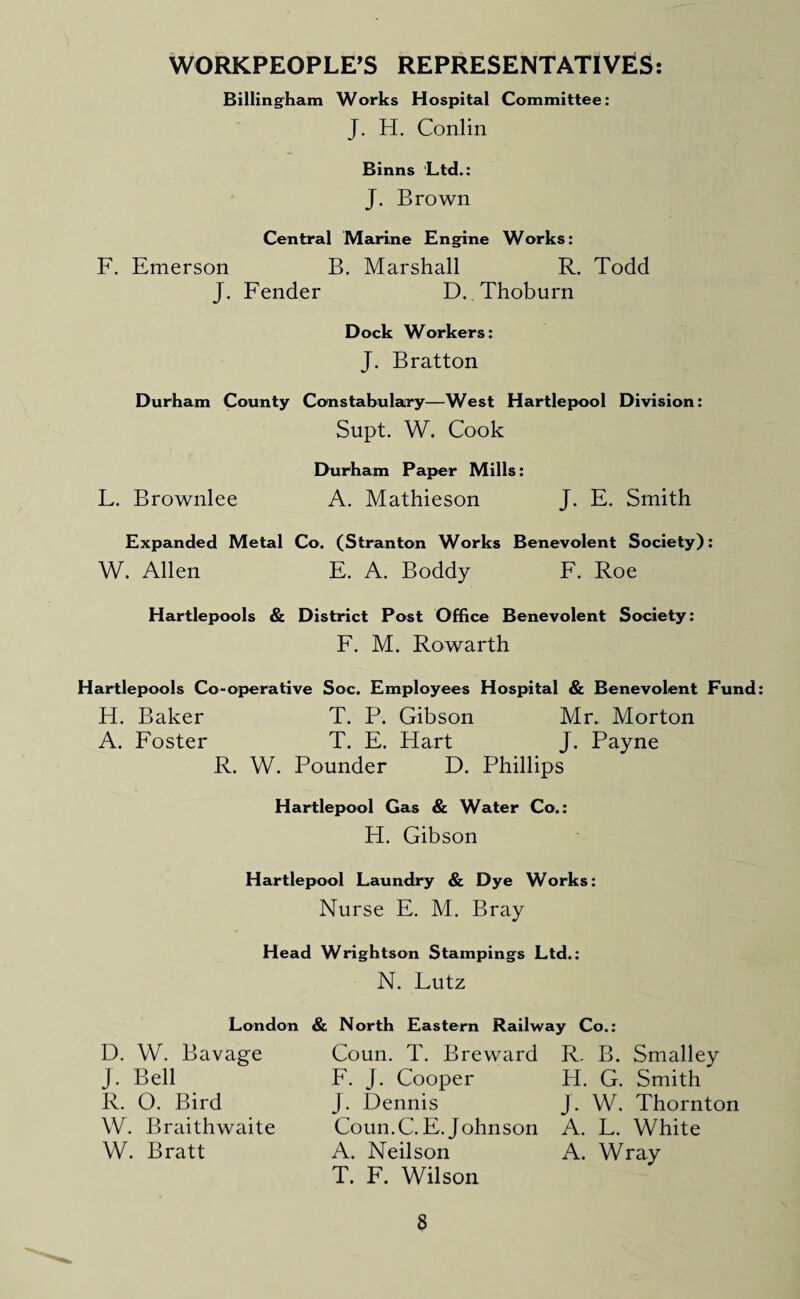 WORKPEOPLE'S REPRESENTATIVES:
Billingham Works Hospital Committee:
J. H. Conlin
Binns Ltd.:
J. Brown
Central Marine Engine Works:
F. Emerson B. Marshall R. Todd
J. Fender D. Thoburn
Dock Workers:
J. Bratton
Durham County Constabulary—West Hartlepool Division:
Supt. W. Cook
Durham Paper Mills:
L. Brownlee A. Mathieson J. E. Smith
Expanded Metal Co. (Stranton Works Benevolent Society):
W. Allen E. A. Boddy F. Roe
Hartlepools & District Post Office Benevolent Society:
F. M. Rowarth
Hartlepools Co-operative Soc. Employees Hospital & Benevolent Fund:
H. Baker T. P. Gibson Mr. Morton
A. Foster T. E. Hart J. Payne
R. W. Pounder D. Phillips
Hartlepool Gas & Water Co.:
H. Gibson
Hartlepool Laundry & Dye Works:
Nurse E. M. Bray
Head Wrightson Stampings Ltd.:
N. Lutz
London & North Eastern Railway Co.:
D. W. Bavage Coun. T. Breward R. B. Smalley
J. Bell F. J. Cooper H. G. Smith
R. O. Bird J. Dennis J. W. Thornton
W. Braithwaite Coun. C. E. Johnson A. L. White
W. Bratt A. Neilson A. Wray
T. F. Wilson
8